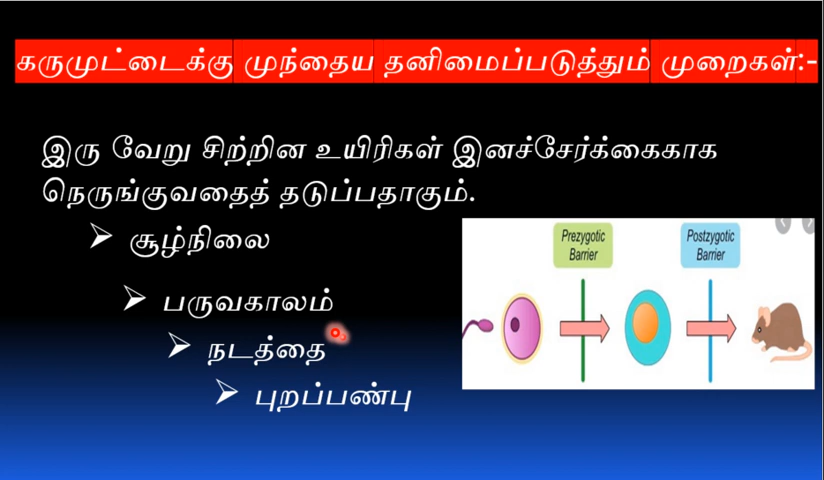 கருமுட்டைக்கு முந்தைய தனிமைப்படுத்தும் முறைகள்:-
இரு வேறு சிற்றின உயிரிகள் இனச்சேர்க்கைகாக
நெருங்குவதைத் தடுப்பதாகும்.
சூழ்நிலை
பருவகாலம்
நடத்தை
புறப்பண்பு
Prezygotic
Barrier
Postzygotic
Barrier